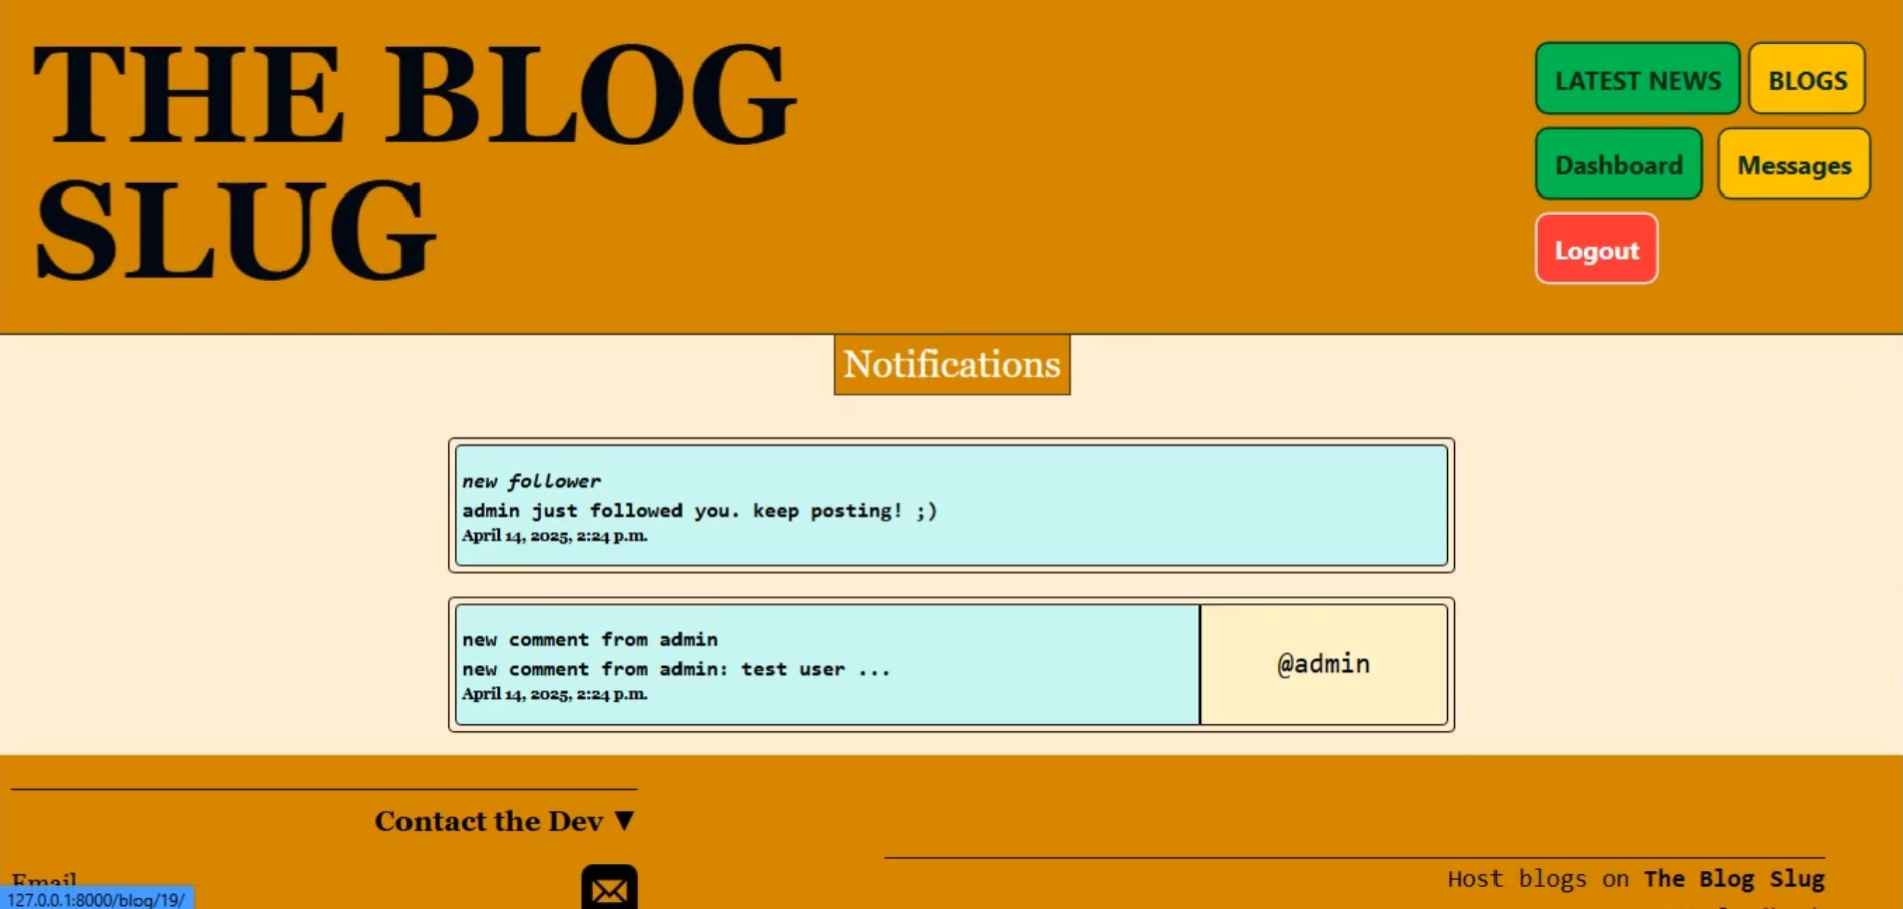 THE BLOG
SLUG
LATEST NEWS
BLOGS
Dashboard
Messages
Logout
Notifications
new follower
admin just followed you. keep posting! ;)
April 14, 2025, 2:24 p.m.
new comment from admin
new comment from admin: test user ...
April 14, 2025, 2:24 p.m.
@admin
Contact the Dev ▼
Email
Host blogs on The Blog Slug
127.0.0.1:8000/blog/19/